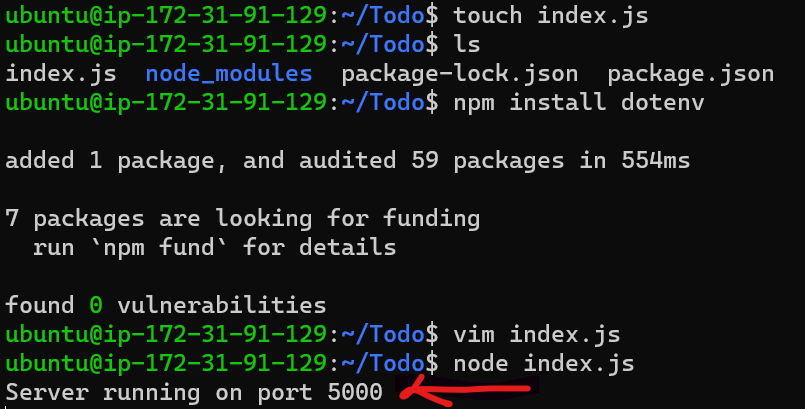 ubuntu@ip-172-31-91-129:~/Todo$ touch index.js
ubuntu@ip-172-31-91-129:~/Todo$ ls
index.js  node_modules  package-lock.json  package.json
ubuntu@ip-172-31-91-129:~/Todo$ npm install dotenv
added 1 package, and audited 59 packages in 554ms
7 packages are looking for funding
  run `npm fund` for details
found 0 vulnerabilities
ubuntu@ip-172-31-91-129:~/Todo$ vim index.js
ubuntu@ip-172-31-91-129:~/Todo$ node index.js
Server running on port 5000